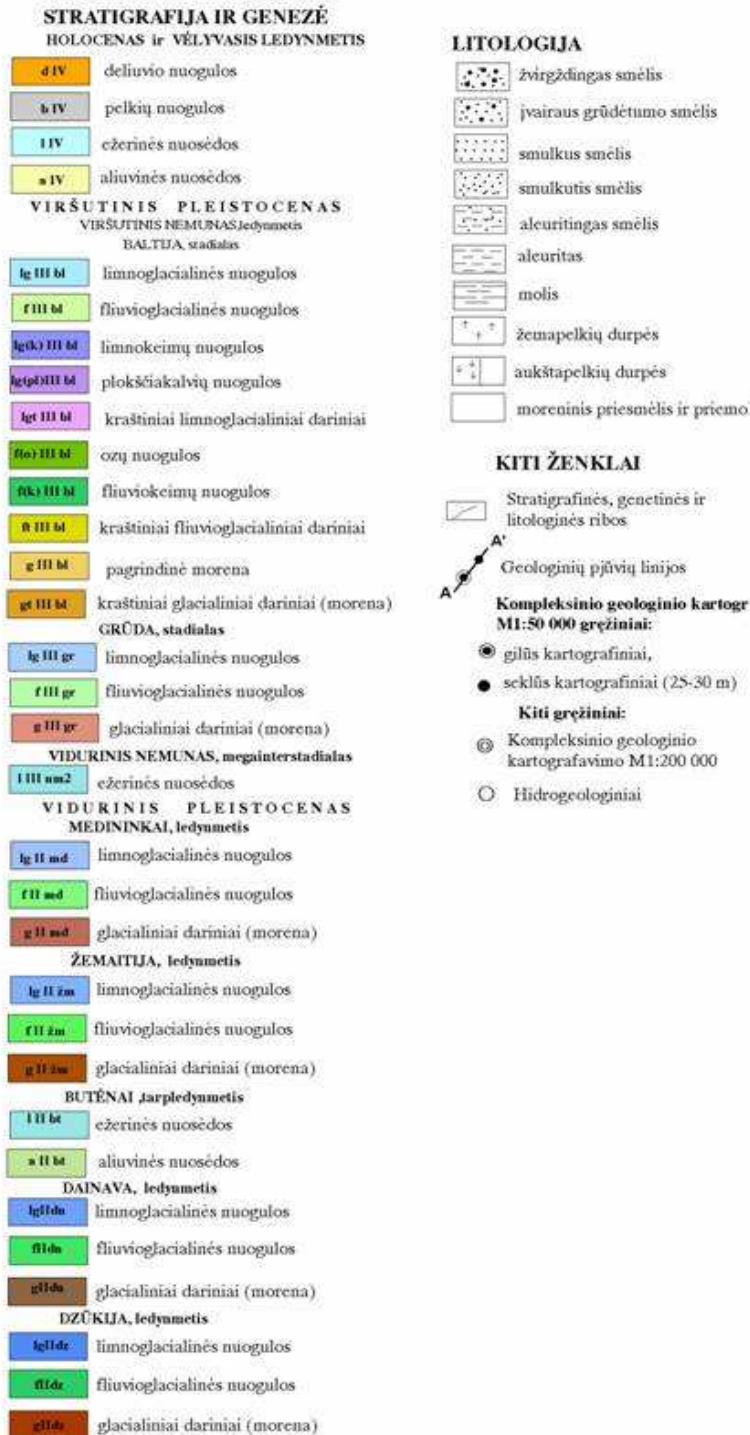 STRATIGRAFIJA IR GENEZĖ
HOLOCENAS ir VĖLYVASIS LEDYNMETIS
d IV deliuvio nuogulos
b IV pelkių nuogulos
l IV ežerinės nuosėdos
a IV aliuvinės nuosėdos
VIRŠUTINIS PLEISTOCENAS
VIRŠUTINIS NEMUNAS,ledynmetis
BALTIJA, stadialas
lg III bl limnoglacialinės nuogulos
f III bl fliuvioglacialinės nuogulos
lg(k) III bl limnokeimų nuogulos
lg(pl)III bl plokščiakalvių nuogulos
lgt III bl kraštiniai limnoglacialiniai dariniai
f(o) III bl ozų nuogulos
f(k) III bl fliuviokeimų nuogulos
ft III bl kraštiniai fliuvioglacialiniai dariniai
g III bl pagrindinė morena
gt III bl kraštiniai glacialiniai dariniai (morena)
GRŪDA, stadialas
lg III gr limnoglacialinės nuogulos
f III gr fliuvioglacialinės nuogulos
g III gr glacialiniai dariniai (morena)
VIDURINIS NEMUNAS, megainterstadialas
l III nm2 ežerinės nuosėdos
VIDURINIS PLEISTOCENAS
MEDININKAI, ledynmetis
lg II md limnoglacialinės nuogulos
f II md fliuvioglacialinės nuogulos
g II md glacialiniai dariniai (morena)
ŽEMAITIJA, ledynmetis
lg II žm limnoglacialinės nuogulos
f II žm fliuvioglacialinės nuogulos
g II žm glacialiniai dariniai (morena)
BUTĖNAI ,tarpledynmetis
l II bt ežerinės nuosėdos
a II bt aliuvinės nuosėdos
DAINAVA, ledynmetis
lgIIdn limnoglacialinės nuogulos
fIIdn fliuvioglacialinės nuogulos
gIIdn glacialiniai dariniai (morena)
DZŪKIJA, ledynmetis
lgIIdz limnoglacialinės nuogulos
fIIdz fliuvioglacialinės nuogulos
gIIdz glacialiniai dariniai (morena)
LITOLOGIJA
žvirgždingas smėlis
įvairaus grūdėtumo smėlis
smulkus smėlis
smulkutis smėlis
aleuritingas smėlis
aleuritas
molis
žemapelkių durpės
aukštapelkių durpės
moreninis priesmėlis ir priemo
KITI ŽENKLAI
Stratigrafinės, genetinės ir
litologinės ribos
A'
A
Geologinių pjūvių linijos
Kompleksinio geologinio kartogr
M1:50 000 gręžiniai:
gilūs kartografiniai,
seklūs kartografiniai (25-30 m)
Kiti gręžiniai:
Kompleksinio geologinio
kartografavimo M1:200 000
Hidrogeologiniai